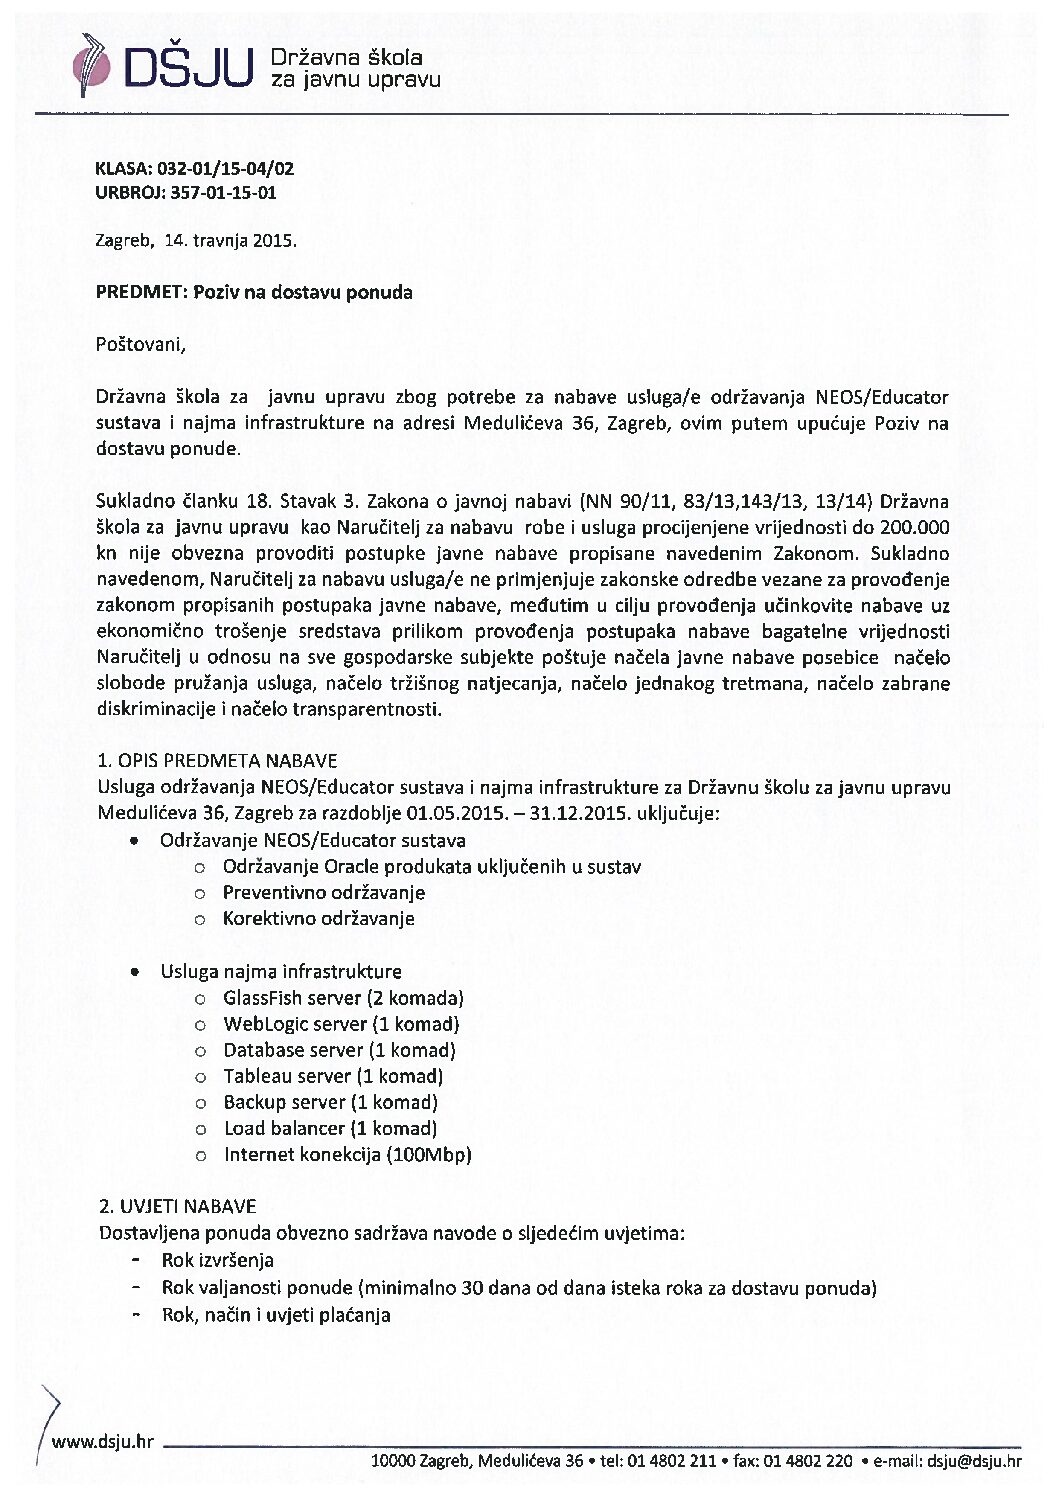 DŠJU Državna škola
za javnu upravu
KLASA: 032-01/15-04/02
URBROJ: 357-01-15-01
Zagreb, 14. travnja 2015.
PREDMET: Poziv na dostavu ponuda
Poštovani,
Državna škola za javnu upravu zbog potrebe za nabave usluga/e održavanja NEOS/Educator
sustava i najma infrastrukture na adresi Medulićeva 36, Zagreb, ovim putem upućuje Poziv na
dostavu ponude.
Sukladno članku 18. Stavak 3. Zakona o javnoj nabavi (NN 90/11, 83/13,143/13, 13/14) Državna
škola za javnu upravu kao Naručitelj za nabavu robe i usluga procijenjene vrijednosti do 200.000
kn nije obvezna provoditi postupke javne nabave propisane navedenim Zakonom. Sukladno
navedenom, Naručitelj za nabavu usluga/e ne primjenjuje zakonske odredbe vezane za provođenje
zakonom propisanih postupaka javne nabave, međutim u cilju provođenja učinkovite nabave uz
ekonomično trošenje sredstava prilikom provođenja postupaka nabave bagatelne vrijednosti
Naručitelj u odnosu na sve gospodarske subjekte poštuje načela javne nabave posebice načelo
slobode pružanja usluga, načelo tržišnog natjecanja, načelo jednakog tretmana, načelo zabrane
diskriminacije i načelo transparentnosti.
1. OPIS PREDMETA NABAVE
Usluga održavanja NEOS/Educator sustava i najma infrastrukture za Državnu školu za javnu upravu
Medulićeva 36, Zagreb za razdoblje 01.05.2015. – 31.12.2015. uključuje:
• Održavanje NEOS/Educator sustava
o Održavanje Oracle produkata uključenih u sustav
o Preventivno održavanje
o Korektivno održavanje
• Usluga najma infrastrukture
o GlassFish server (2 komada)
o WebLogic server (1 komad)
o Database server (1 komad)
o Tableau server (1 komad)
o Backup server (1 komad)
o Load balancer (1 komad)
o Internet konekcija (100Mbp)
2. UVJETI NABAVE
Dostavljena ponuda obvezno sadržava navode o sljedećim uvjetima:
- Rok izvršenja
- Rok valjanosti ponude (minimalno 30 dana od dana isteka roka za dostavu ponuda)
- Rok, način i uvjeti plaćanja
www.dsju.hr
10000 Zagreb, Medulićeva 36 • tel: 01 4802 211 • fax: 01 4802 220 • e-mail: dsju@dsju.hr